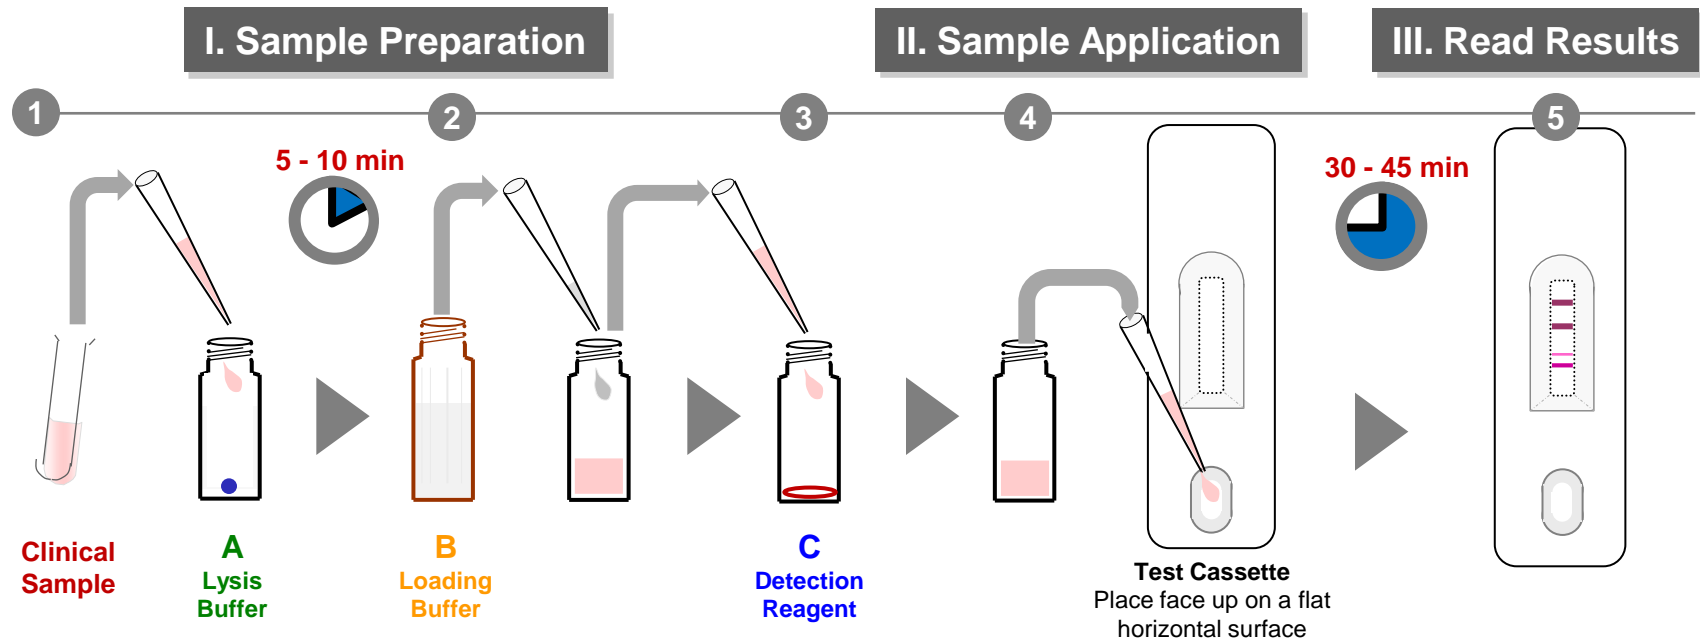 I. Sample Preparation
II. Sample Application
III. Read Results
1
2
3
4
5
5 - 10 min
30 - 45 min
Clinical
Sample
A
Lysis
Buffer
B
Loading
Buffer
C
Detection
Reagent
Test Cassette
Place face up on a flat
horizontal surface